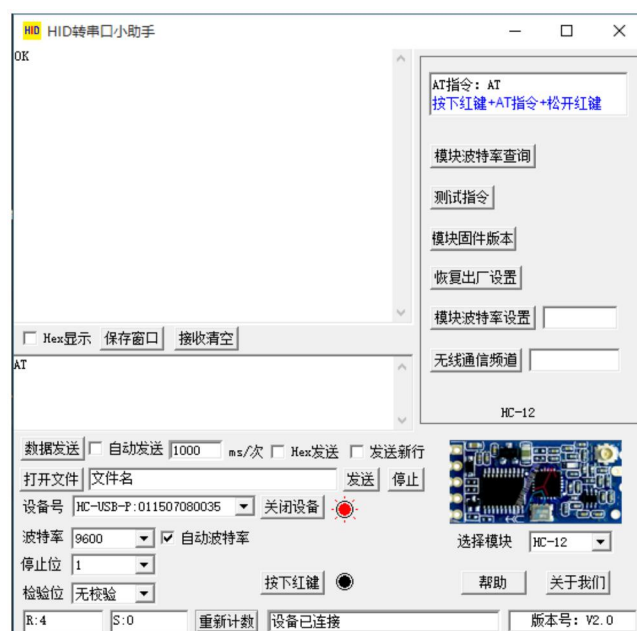 HID HID转串口小助手
OK
AT指令: AT
按下红键+AT指令+松开红键
模块波特率查询
测试指令
模块固件版本
恢复出厂设置
模块波特率设置
无线通信频道
HC-12
Hex显示 保存窗口 接收清空
AT
数据发送 自动发送 1000 ms/次 Hex发送 发送新行
打开文件 文件名 发送 停止
设备号 HC-USB-P:011507080035 关闭设备
波特率 9600 自动波特率
选择模块 HC-12
停止位 1
检验位 无校验 按下红鍵
帮助 关于我们
R:4 S:0 重新计数 设备已连接 版本号: V2.0